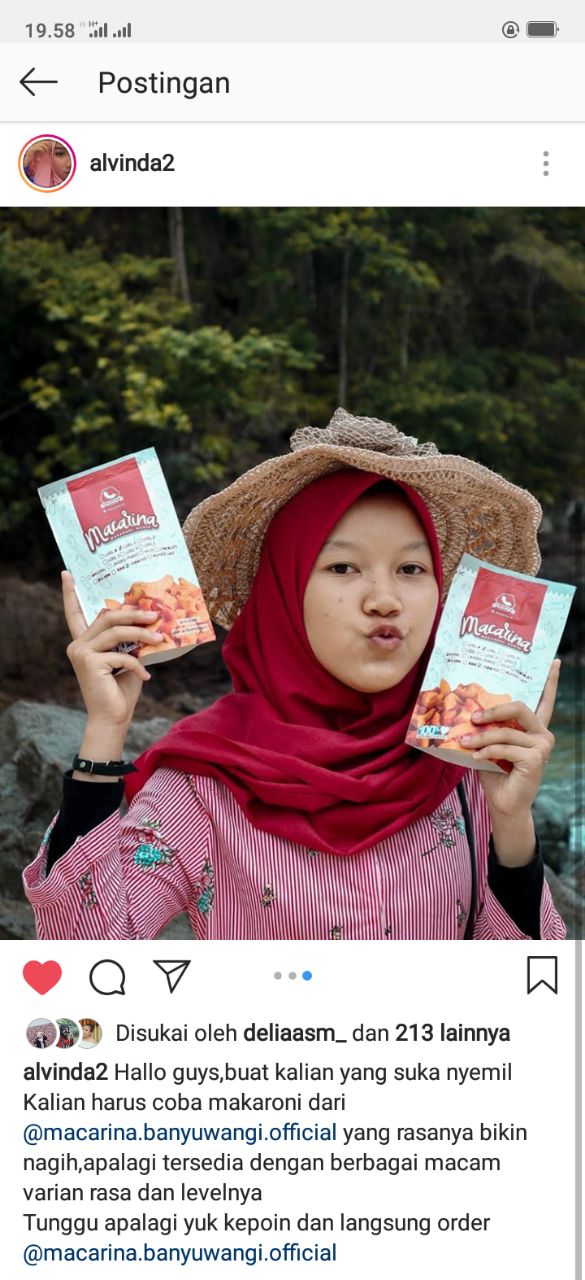 19.58
Postingan
alvinda2
Macarina
Macarina
100%
Disukai oleh deliaasm_ dan 213 lainnya
alvinda2 Hallo guys,buat kalian yang suka nyemil
Kalian harus coba makaroni dari
@macarina.banyuwangi.official yang rasanya bikin
nagih,apalagi tersedia dengan berbagai macam
varian rasa dan levelnya
Tunggu apalagi yuk kepoin dan langsung order
@macarina.banyuwangi.official